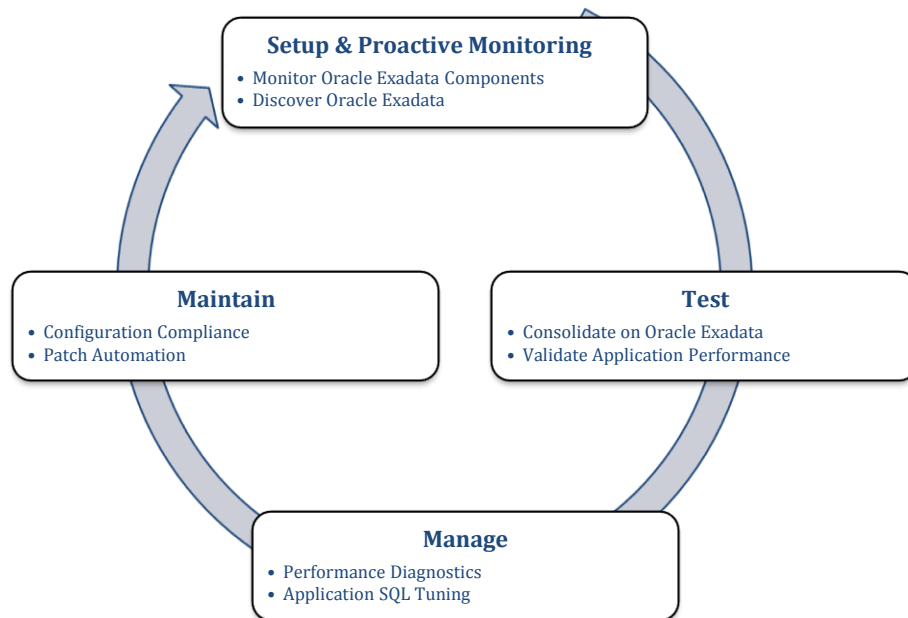 Setup & Proactive Monitoring
• Monitor Oracle Exadata Components
• Discover Oracle Exadata
Maintain
• Configuration Compliance
• Patch Automation
Test
• Consolidate on Oracle Exadata
• Validate Application Performance
Manage
• Performance Diagnostics
• Application SQL Tuning